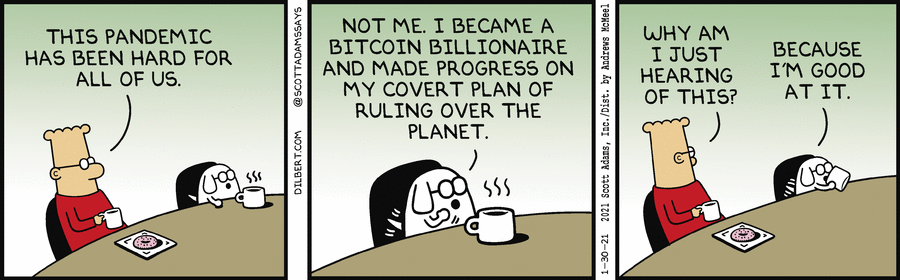 THIS PANDEMIC
HAS BEEN HARD FOR
ALL OF US.
DILBERT.COM @SCOTTADAMSSAYS
NOT ME. I BECAME A
BITCOIN BILLIONAIRE
AND MADE PROGRESS ON
MY COVERT PLAN OF
RULING OVER THE
PLANET.
1-30-21 2021 Scott Adams, Inc./Dist. by Andrews McMeel
WHY AM
I JUST
HEARING
OF THIS?
BECAUSE
I'M GOOD
AT IT.